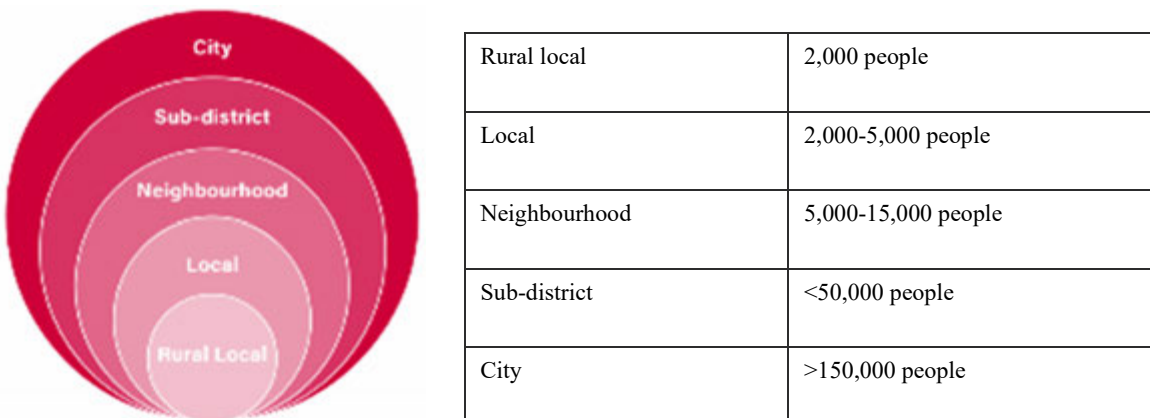 City
Sub-district
Neighbourhood
Local
Rural Local
Rural local 2,000 people
Local 2,000-5,000 people
Neighbourhood 5,000-15,000 people
Sub-district <50,000 people
City >150,000 people